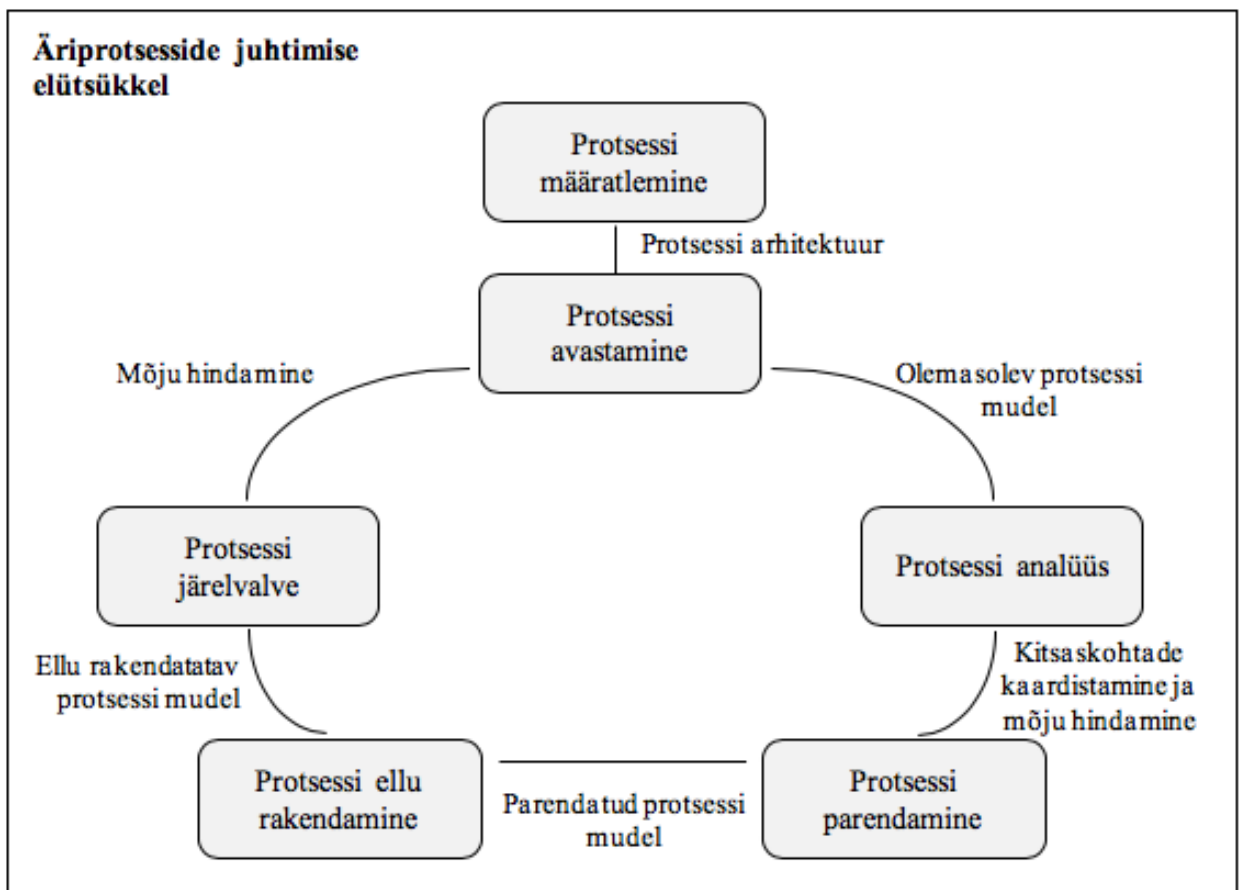 Äriprotsesside juhtimise
elütsükkel
Protsessi
määratlemine
Protsessi arhitektuur
Protsessi
avastamine
Mõju hindamine
Olemasolev protsessi
mudel
Protsessi
järelvalve
Protsessi analüüs
Ellu rakendatatav
protsessi mudel
Kitsaskohtade
kaardistamine ja
mõju hindamine
Protsessi ellu
rakendamine
Parendatud protsessi
mudel
Protsessi
parendamine